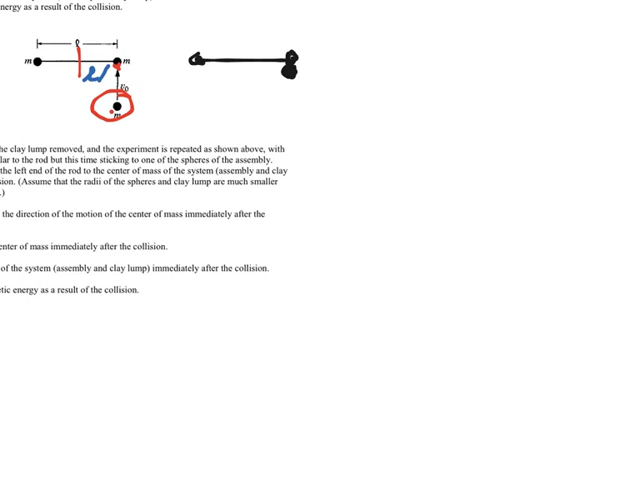 nergy as a result of the collision.
ℓ
m m
v0
m
he clay lump removed, and the experiment is repeated as shown above, with
lar to the rod but this time sticking to one of the spheres of the assembly.
the left end of the rod to the center of mass of the system (assembly and clay
sion. (Assume that the radii of the spheres and clay lump are much smaller
.)
the direction of the motion of the center of mass immediately after the
enter of mass immediately after the collision.
of the system (assembly and clay lump) immediately after the collision.
etic energy as a result of the collision.